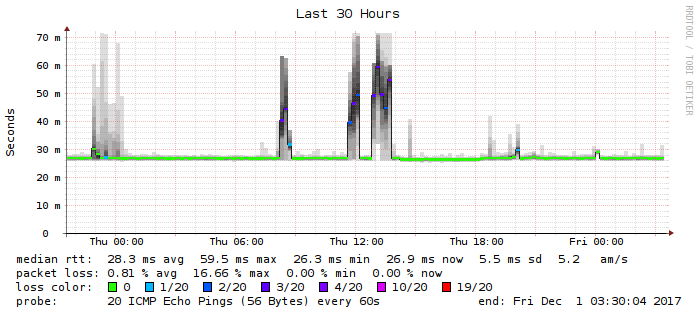 Last 30 Hours
RRDTOOL / TOBI OETIKER
Seconds
70 m
60 m
50 m
40 m
30 m
20 m
10 m
0
Thu 00:00 Thu 06:00 Thu 12:00 Thu 18:00 Fri 00:00
median rtt: 28.3 ms avg 59.5 ms max 26.3 ms min 26.9 ms now 5.5 ms sd 5.2 am/s
packet loss: 0.81 % avg 16.66 % max 0.00 % min 0.00 % now
loss color: 0 1/20 2/20 3/20 4/20 10/20 19/20
probe: 20 ICMP Echo Pings (56 Bytes) every 60s end: Fri Dec 1 03:30:04 2017